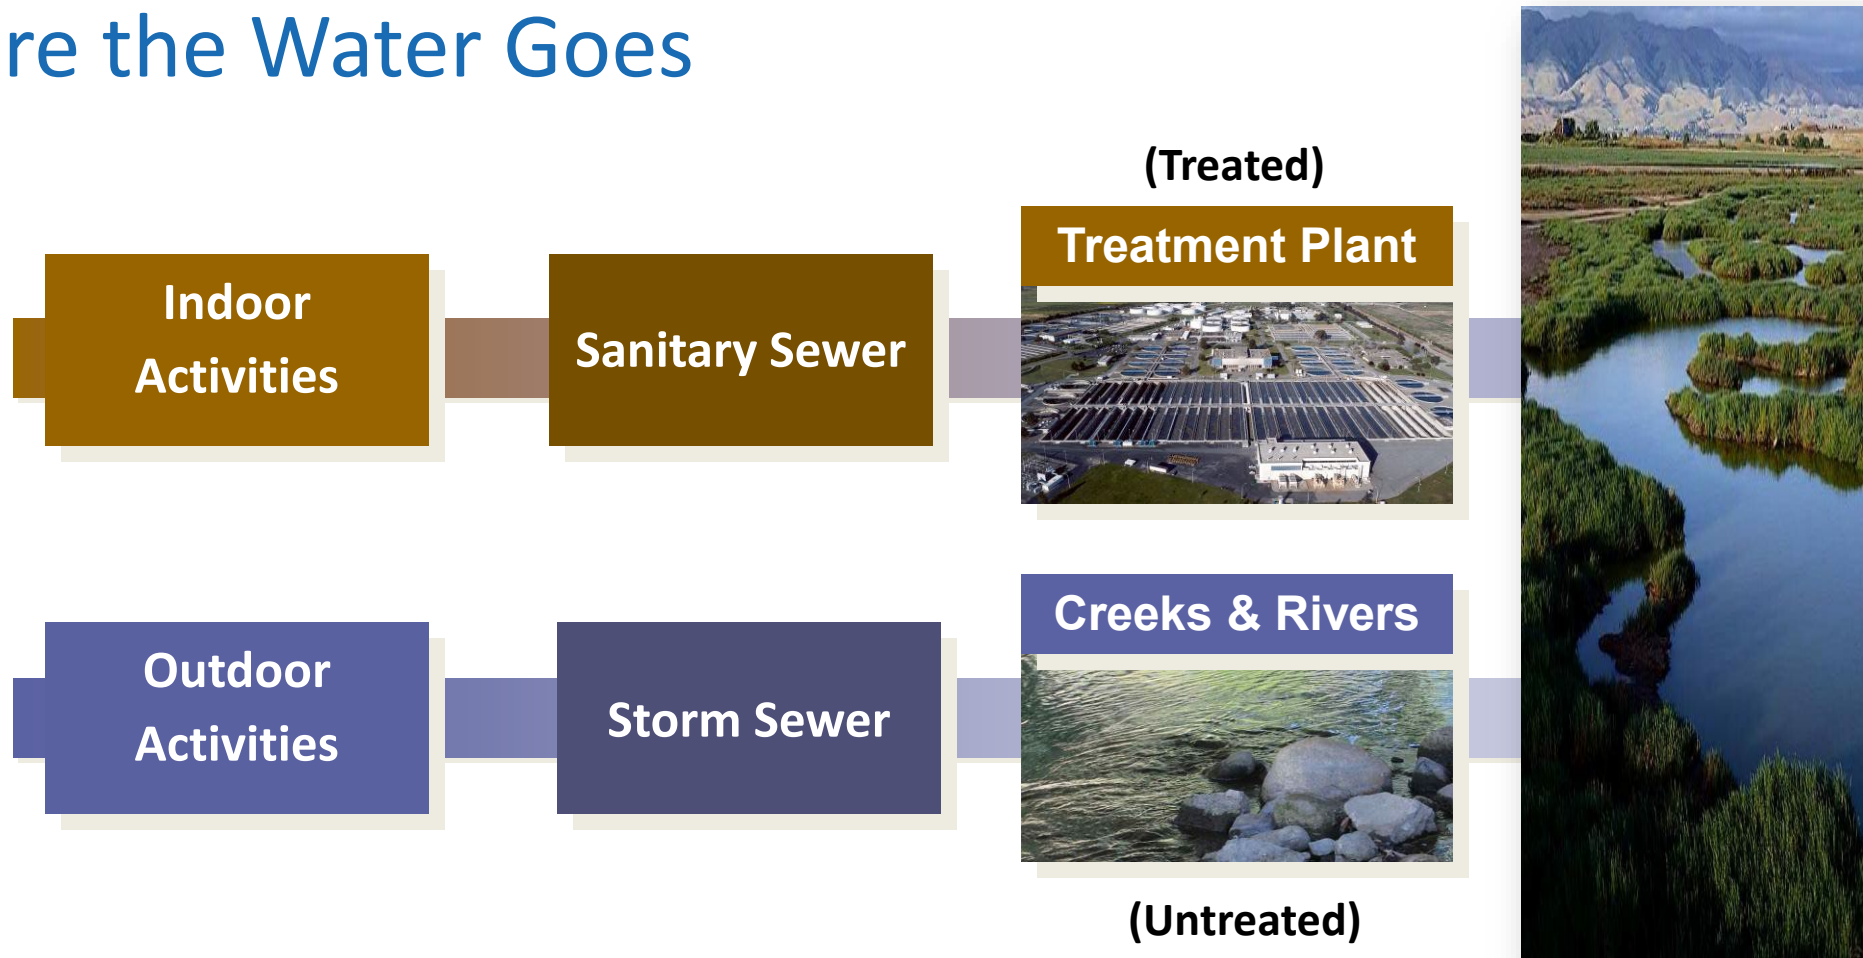 re the Water Goes
(Treated)
Treatment Plant
Indoor
Activities
Sanitary Sewer
Creeks & Rivers
Outdoor
Activities
Storm Sewer
(Untreated)